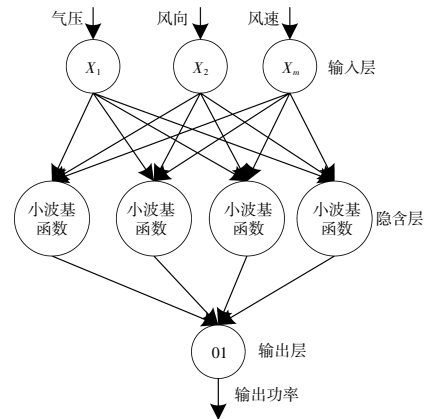 气压 风向 风速
X1 X2 Xm 输入层
小波基 小波基 小波基 小波基
函数 函数 函数 函数 隐含层
01 输出层
输出功率